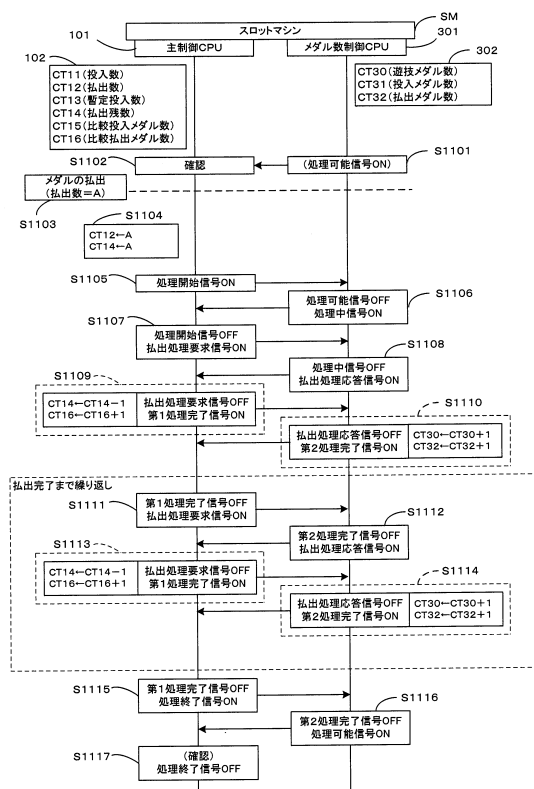 スロットマシン
SM
101
主制御CPU
メダル数制御CPU
301
102
CT11(投入数)
CT12(払出数)
CT13(暫定投入数)
CT14(払出残数)
CT15(比較投入メダル数)
CT16(比較払出メダル数)
302
CT30(遊技メダル数)
CT31(投入メダル数)
CT32(払出メダル数)
S1102
確認
(処理可能信号ON)
S1101
メダルの払出
(払出数=A)
S1103
S1104
CT12←A
CT14←A
S1105
処理開始信号ON
処理可能信号OFF
処理中信号ON
S1106
S1107
処理開始信号OFF
払出処理要求信号ON
S1108
処理中信号OFF
払出処理応答信号ON
S1109
CT14←CT14-1
CT16←CT16+1
払出処理要求信号OFF
第1処理完了信号ON
S1110
払出処理応答信号OFF
第2処理完了信号ON
CT30←CT30+1
CT32←CT32+1
払出完了まで繰り返し
S1111
第1処理完了信号OFF
払出処理要求信号ON
S1112
第2処理完了信号OFF
払出処理応答信号ON
S1113
CT14←CT14-1
CT16←CT16+1
払出処理要求信号OFF
第1処理完了信号ON
S1114
払出処理応答信号OFF
第2処理完了信号ON
CT30←CT30+1
CT32←CT32+1
S1115
第1処理完了信号OFF
処理終了信号ON
S1116
第2処理完了信号OFF
処理可能信号ON
S1117
(確認)
処理終了信号OFF